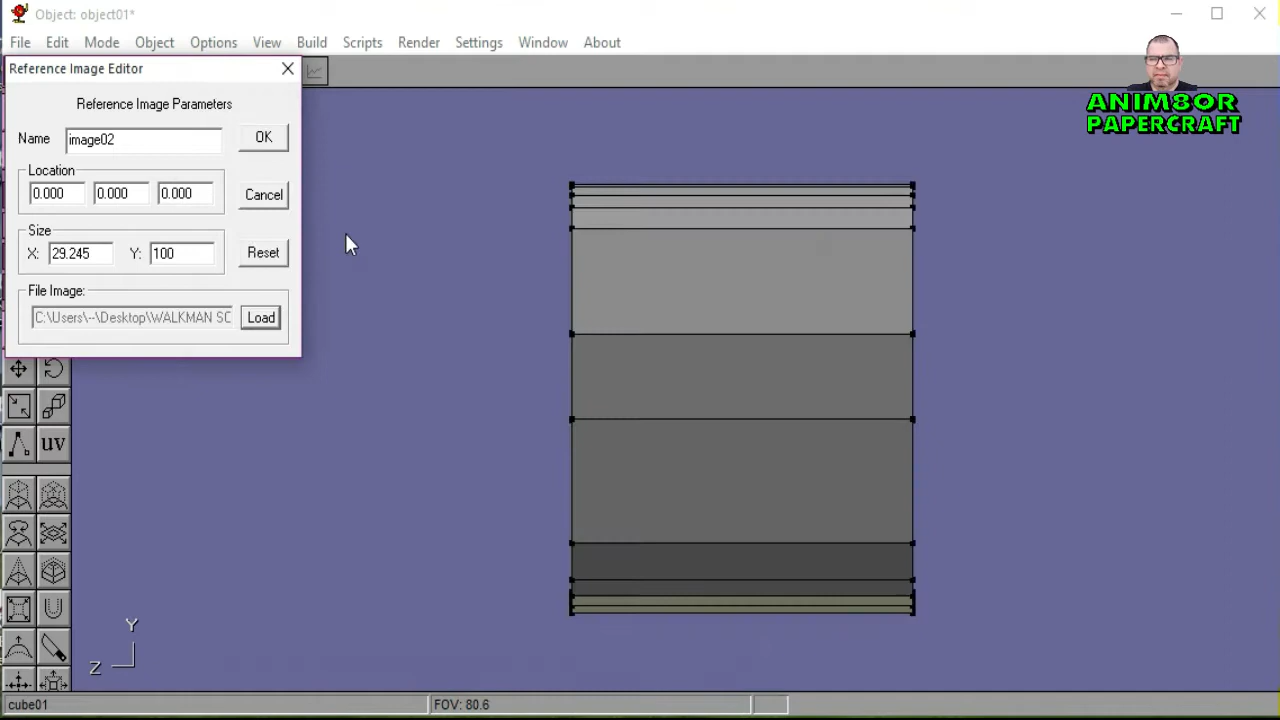 Object: object01*
File Edit Mode Object Options View Build Scripts Render Settings Window About
Reference Image Editor
Reference Image Parameters
Name image02 OK
Location
0.000 0.000 0.000 Cancel
Size
X: 29.245 Y: 100 Reset
File Image:
C:\Users\--\Desktop\WALKMAN SC Load
ANIM8OR
PAPERCRAFT
uv
Y
Z
cube01 FOV: 80.6